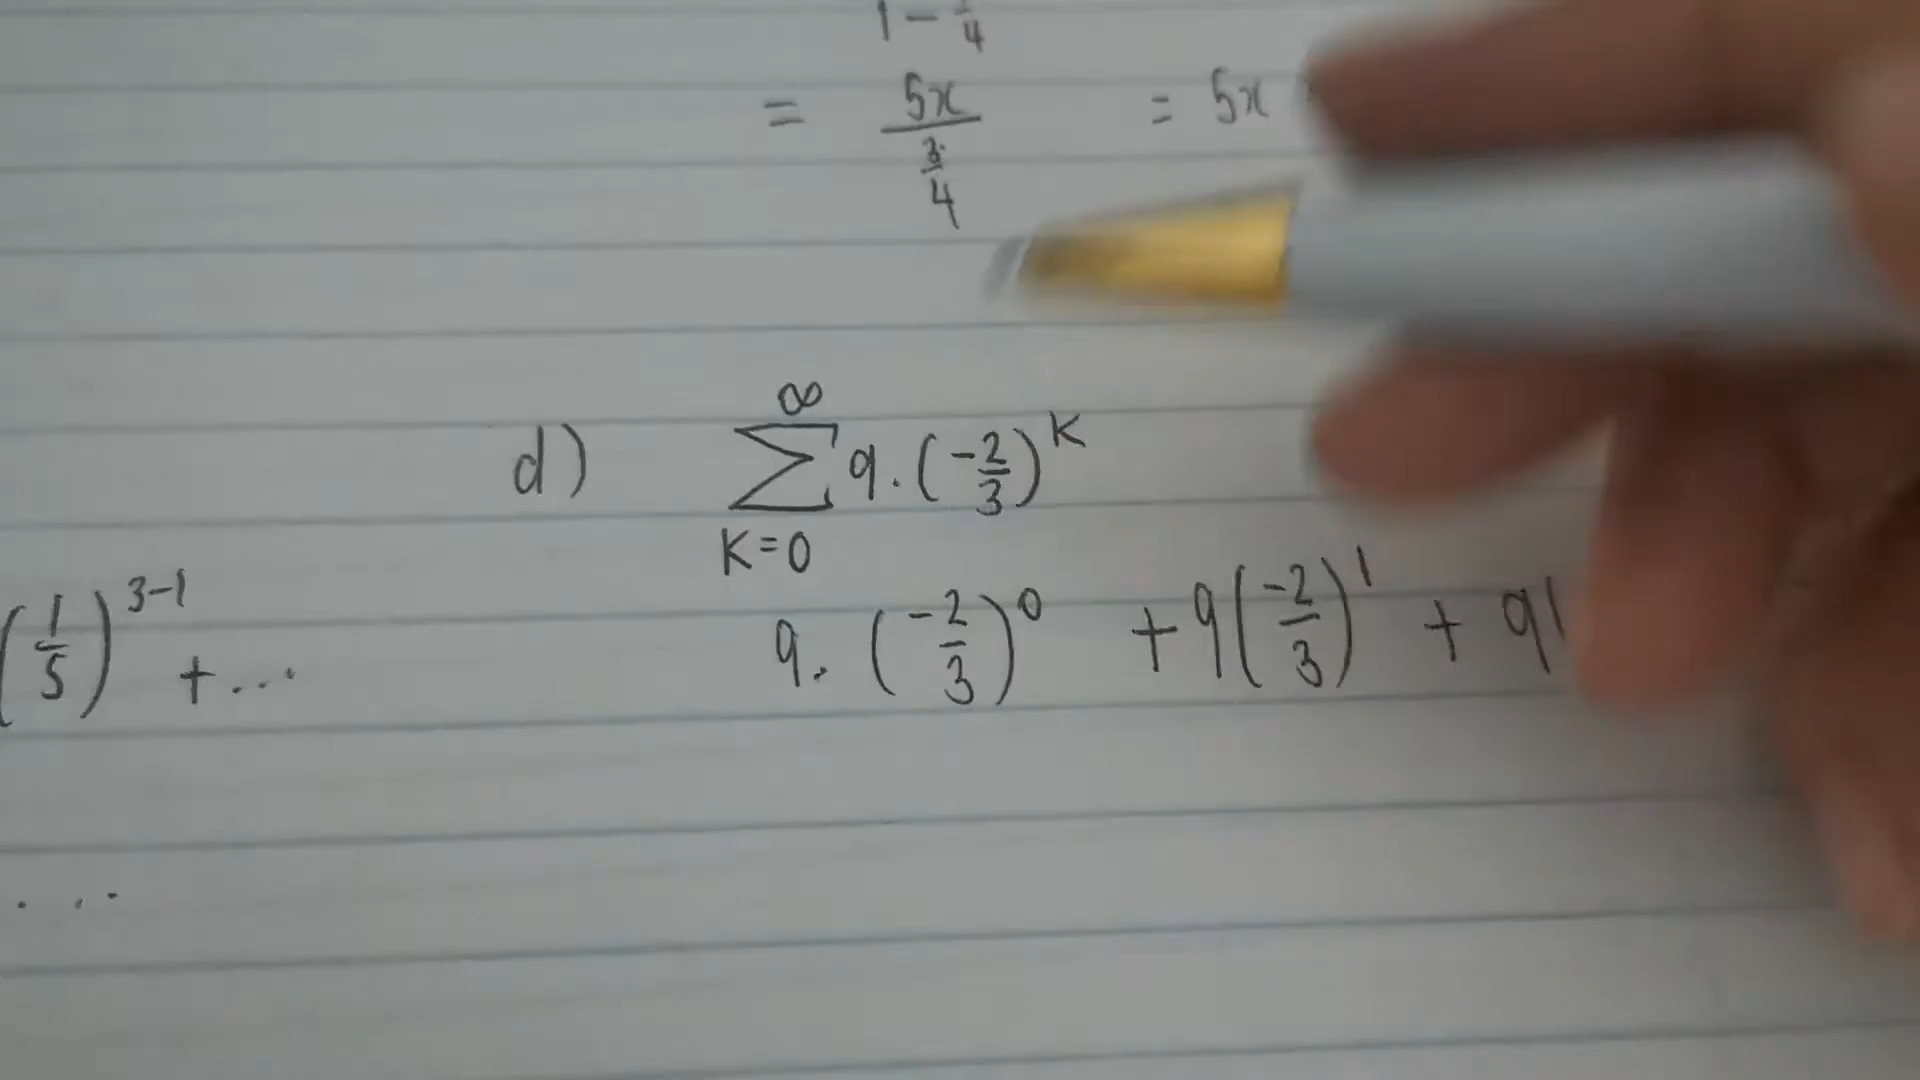 1 - 1/4
= 5x / (3/4) = 5x
d) ∑_{K=0}^{∞} 9 . (-2/3)^K
(1/5)^{3-1} + ...
9 . (-2/3)^0 + 9(-2/3)^1 + 9(
. . .